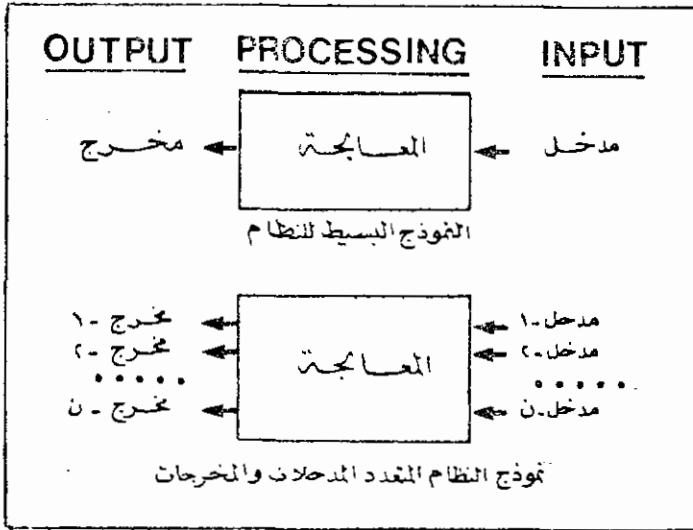 OUTPUT PROCESSING INPUT
مدخل المعالجة مخرج
النموذج البسيط للنظام
مدخل-١ مخرج-١
مدخل-٢ مخرج-٢
المعالجة
.....  .....
مدخل-ن مخرج-ن
نموذج النظام المتعدد المدخلات والمخرجات